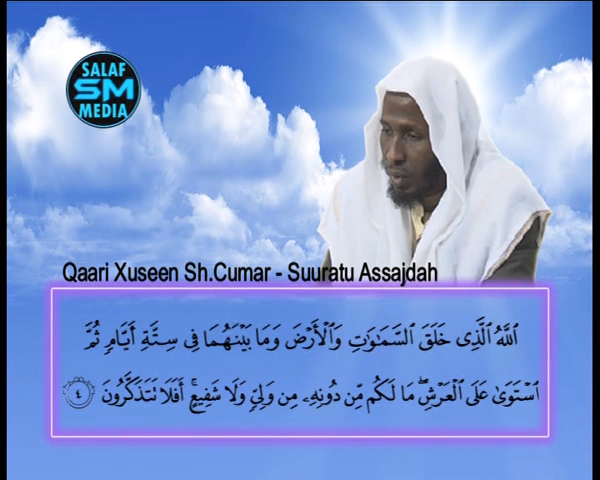 SALAF
SM
MEDIA
Qaari Xuseen Sh.Cumar - Suuratu Assajdah
ٱللَّهُ ٱلَّذِى خَلَقَ ٱلسَّمَٰوَٰتِ وَٱلْأَرْضَ وَمَا بَيْنَهُمَا فِى سِتَّةِ أَيَّامٍ ثُمَّ
ٱسْتَوَىٰ عَلَى ٱلْعَرْشِ ۖ مَا لَكُم مِّن دُونِهِۦ مِن وَلِىٍّ وَلَا شَفِيعٍ ۚ أَفَلَا تَتَذَكَّرُونَ ٤